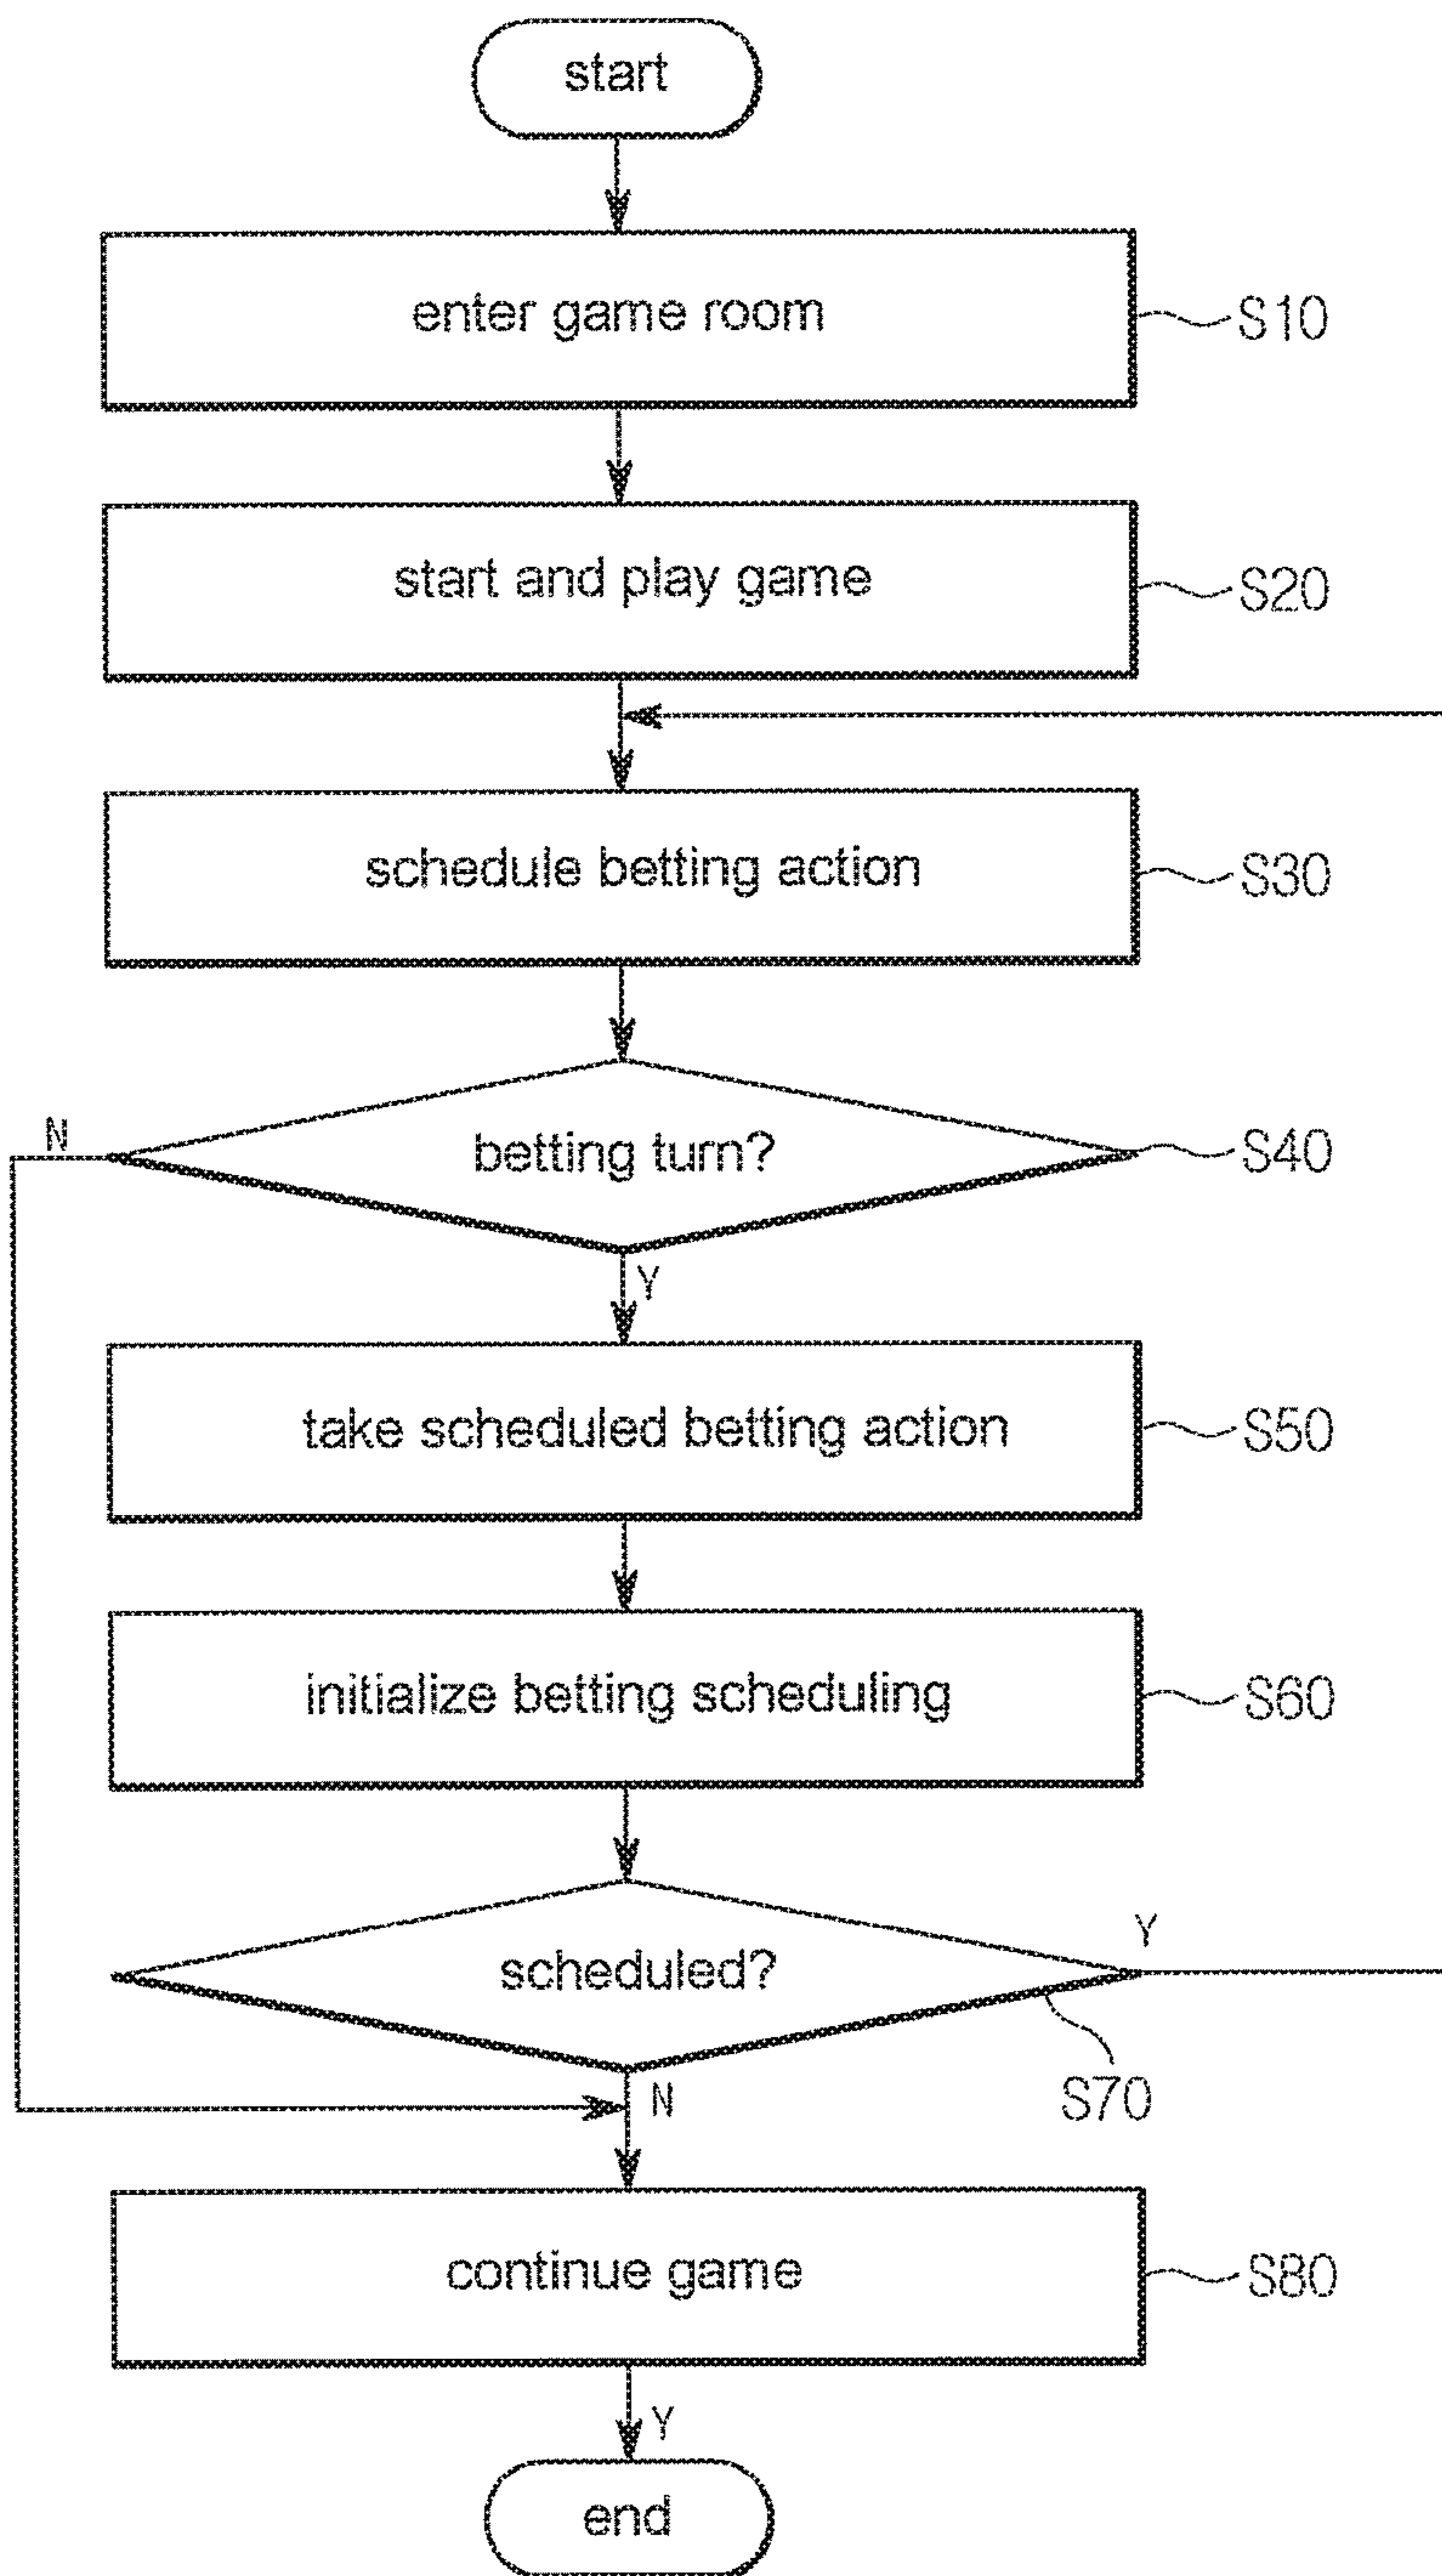 start
enter game room
S10
start and play game
S20
schedule betting action
S30
N
betting turn?
S40
Y
take scheduled betting action
S50
initialize betting scheduling
S60
Y
scheduled?
S70
N
continue game
S80
Y
end